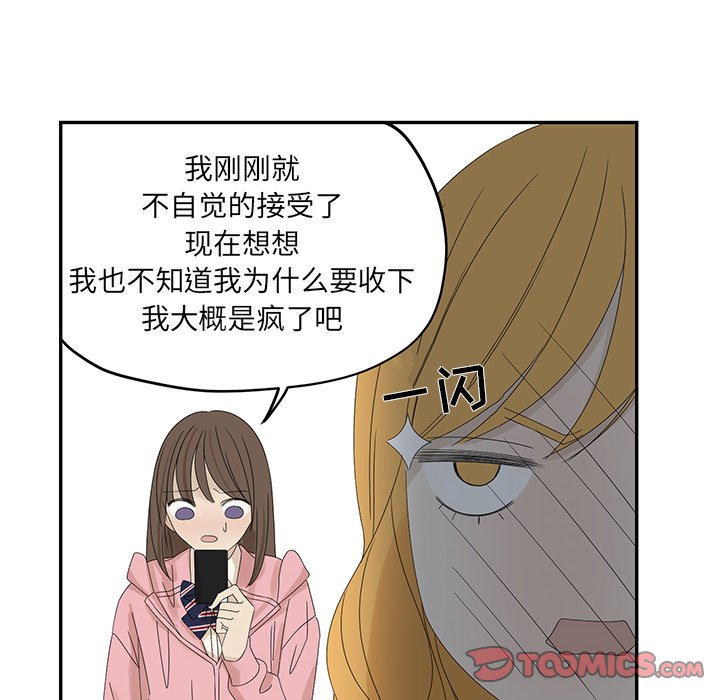 我刚刚就
不自觉的接受了
现在想想
我也不知道我为什么要收下
我大概是疯了吧
一闪
TOOMICS.COM